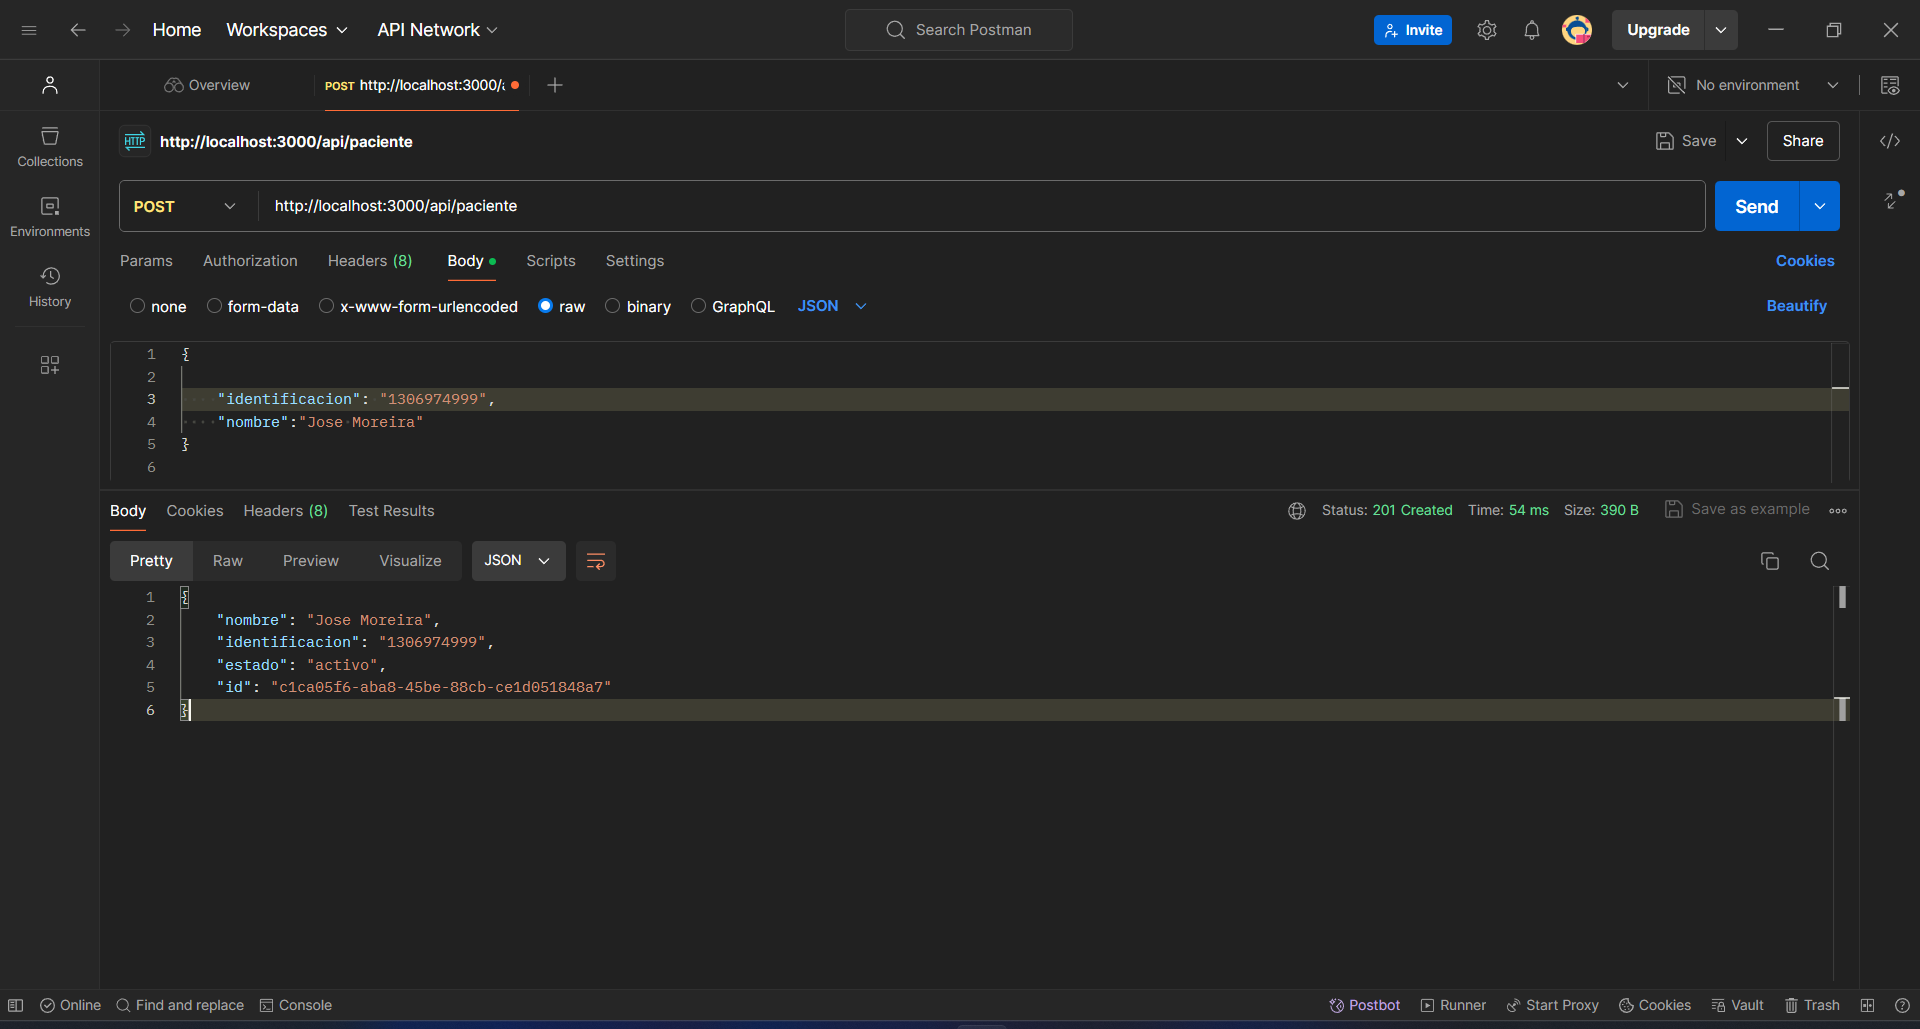 Home Workspaces API Network Search Postman Invite Upgrade
Overview POST http://localhost:3000/ No environment
HTTP http://localhost:3000/api/paciente Save Share
Collections
Environments
History
POST http://localhost:3000/api/paciente Send
Params Authorization Headers (8) Body Scripts Settings Cookies
none form-data x-www-form-urlencoded raw binary GraphQL JSON Beautify
1 {
2
3 "identificacion": "1306974999",
4 "nombre":"Jose Moreira"
5 }
6
Body Cookies Headers (8) Test Results Status: 201 Created Time: 54 ms Size: 390 B Save as example
Pretty Raw Preview Visualize JSON
1 {
2 "nombre": "Jose Moreira",
3 "identificacion": "1306974999",
4 "estado": "activo",
5 "id": "c1ca05f6-aba8-45be-88cb-ce1d051848a7"
6 }
Online Find and replace Console Postbot Runner Start Proxy Cookies Vault Trash